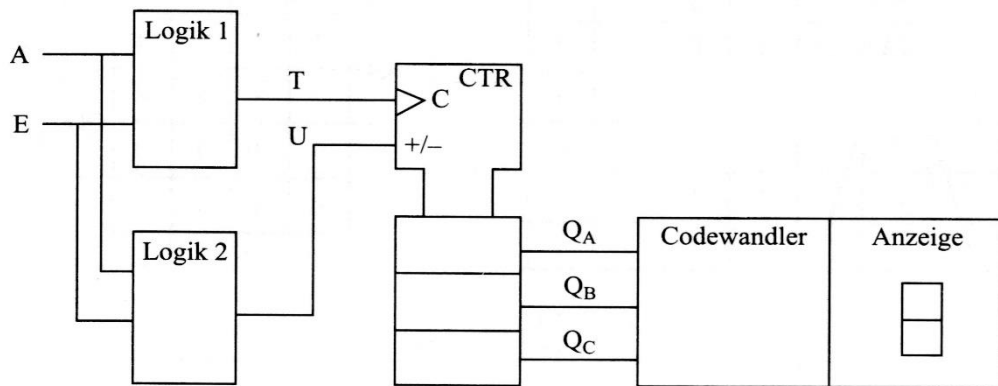 Logik 1
A
E
T
U
CTR
C
+/–
Logik 2
Q_A
Q_B
Q_C
Codewandler
Anzeige